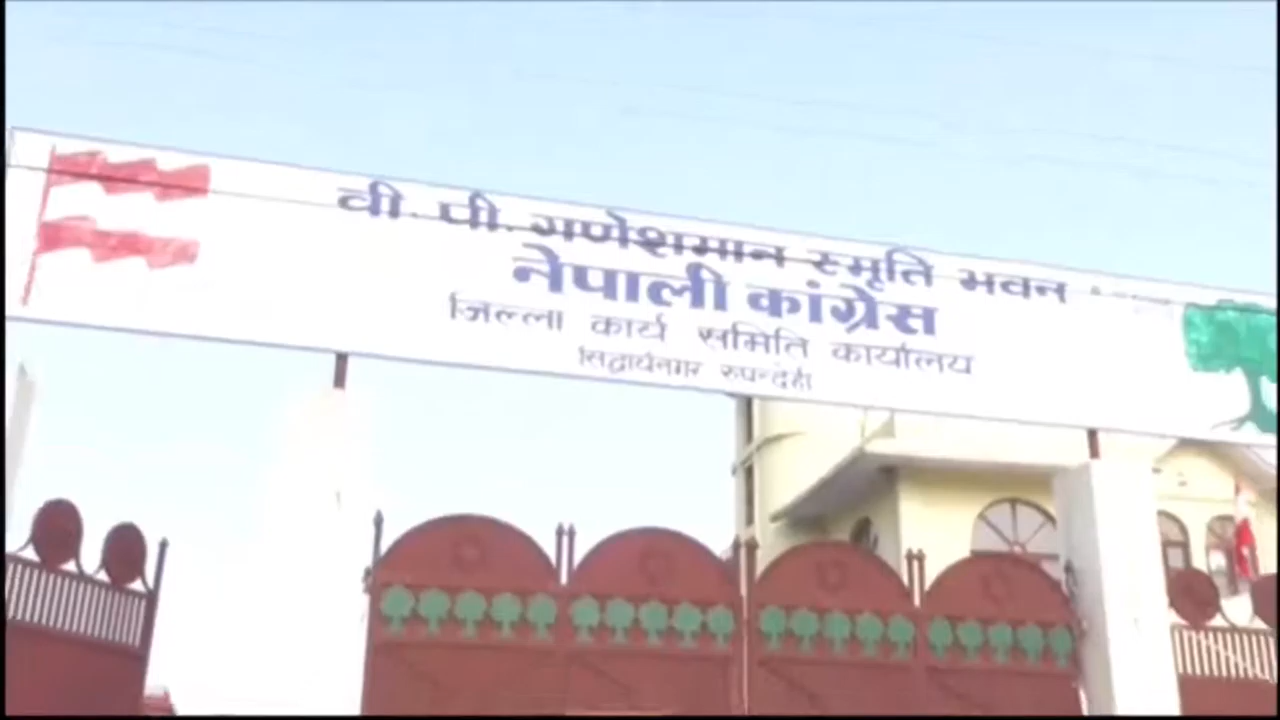 वी. पी. गणेशमान स्मृति भवन
नेपाली कांग्रेस
जिल्ला कार्य समिति कार्यालय
सिद्वार्थनगर रुपन्देही